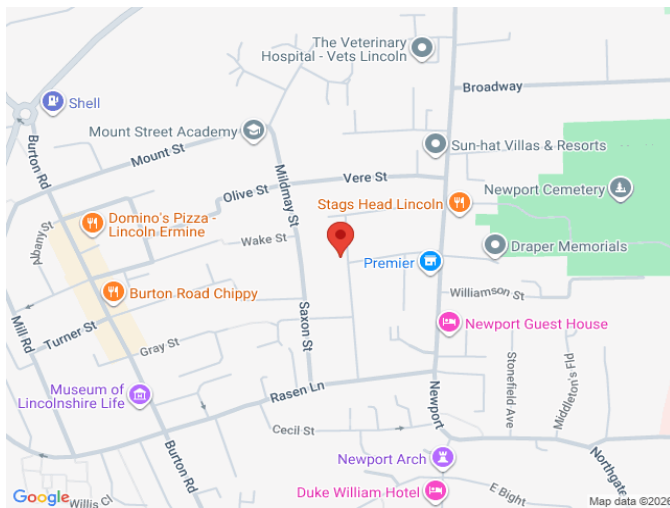 The Veterinary
Hospital - Vets Lincoln
Broadway
Shell
Mount Street Academy
Sun-hat Villas & Resorts
Burton Rd
Mount St
Mildmay St
Vere St
Newport Cemetery
Olive St
Stags Head Lincoln
Albany St
Domino's Pizza -
Lincoln Ermine
Wake St
Draper Memorials
Premier
Burton Road Chippy
Williamson St
Mill Rd
Turner St
Saxon St
Newport Guest House
Gray St
Stonefield Ave
Middleton's Fld
Museum of
Lincolnshire Life
Rasen Ln
Newport
Cecil St
Burton Rd
Newport Arch
Northgate
Google
Willis Cl
Duke William Hotel
E Bight
Map data ©2026